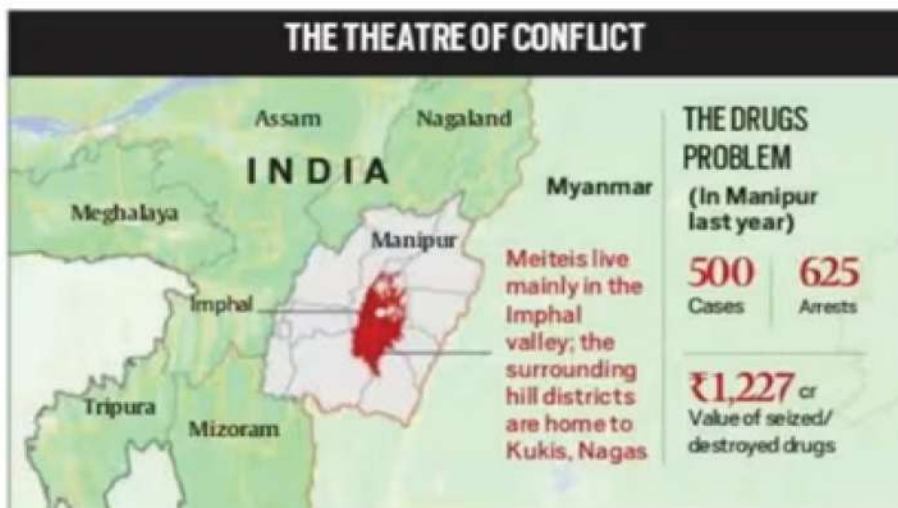 THE THEATRE OF CONFLICT
Assam
Nagaland
INDIA
Meghalaya
Myanmar
Manipur
Imphal
Tripura
Mizoram
Meiteis live
mainly in the
Imphal
valley; the
surrounding
hill districts
are home to
Kukis, Nagas
THE DRUGS
PROBLEM
(In Manipur
last year)
500
Cases
625
Arrests
₹1,227 cr
Value of seized/
destroyed drugs